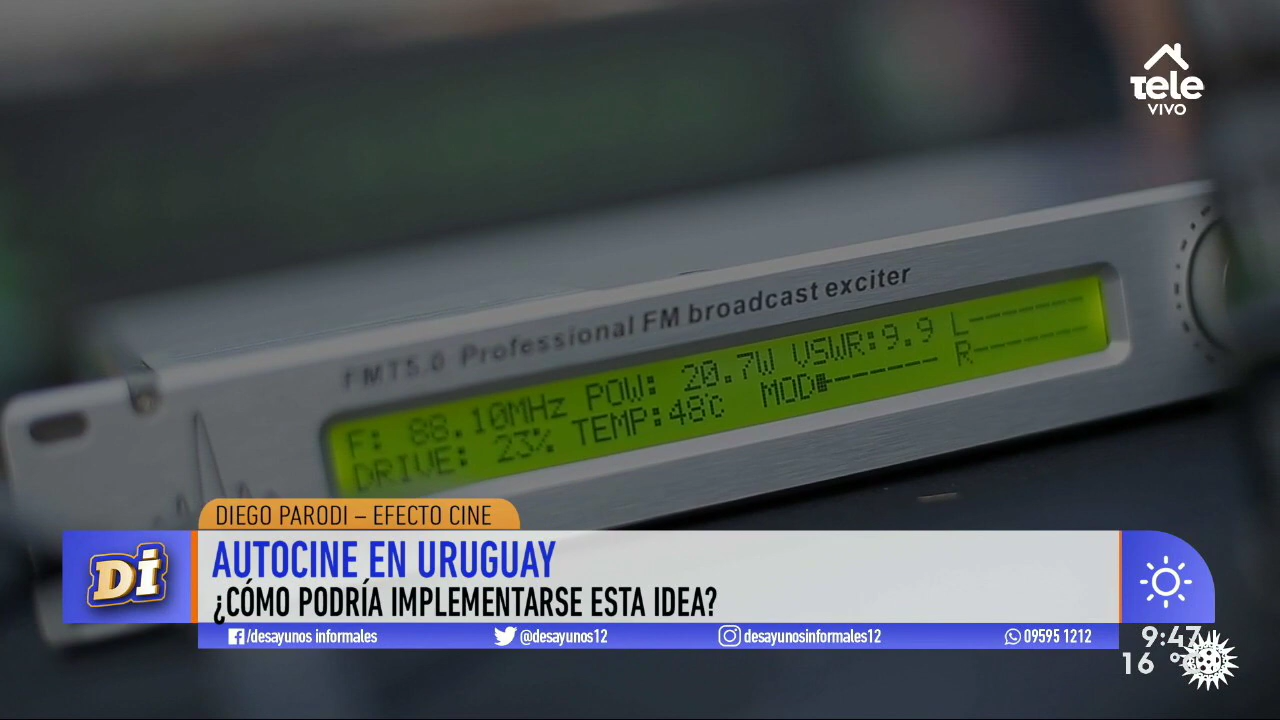 tele
VIVO
FMT5.0 Professional FM broadcast exciter
F: 88.10MHz POW: 20.7W VSWR:9.9 L
DRIVE: 23% TEMP:48℃ MOD R
DIEGO PARODI – EFECTO CINE
Di
AUTOCINE EN URUGUAY
¿CÓMO PODRÍA IMPLEMENTARSE ESTA IDEA?
/desayunos informales @desayunos12 desayunosinformales12 09595 1212
9:47
16 °